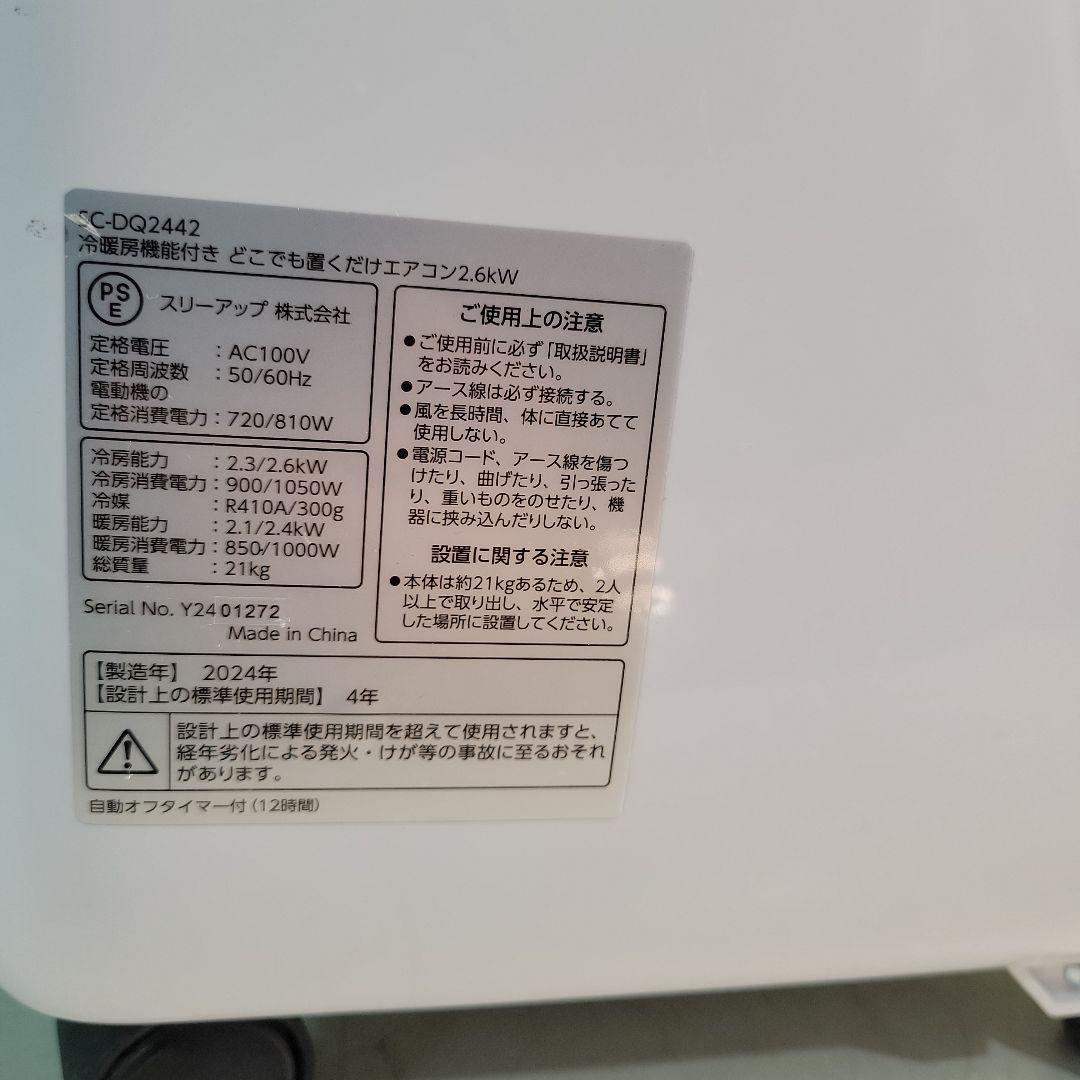 SC-DQ2442
冷暖房機能付き どこでも置くだけエアコン2.6kW
PS
E
スリーアップ 株式会社
定格電圧 : AC100V
定格周波数 : 50/60Hz
電動機の
定格消費電力 : 720/810W
冷房能力 : 2.3/2.6kW
冷房消費電力 : 900/1050W
冷媒 : R410A/300g
暖房能力 : 2.1/2.4kW
暖房消費電力 : 850/1000W
総質量 : 21kg
Serial No. Y2401272
Made in China
ご使用上の注意
●ご使用前に必ず「取扱説明書」
をお読みください。
●アース線は必ず接続する。
●風を長時間、体に直接あてて
使用しない。
●電源コード、アース線を傷つ
けたり、曲げたり、引っ張った
り、重いものをのせたり、機
器に挟み込んだりしない。
設置に関する注意
●本体は約21kgあるため、2人
以上で取り出し、水平で安定
した場所に設置してください。
【製造年】 2024年
【設計上の標準使用期間】 4年
設計上の標準使用期間を超えて使用されますと、
経年劣化による発火・けが等の事故に至るおそれ
があります。
自動オフタイマー付(12時間)